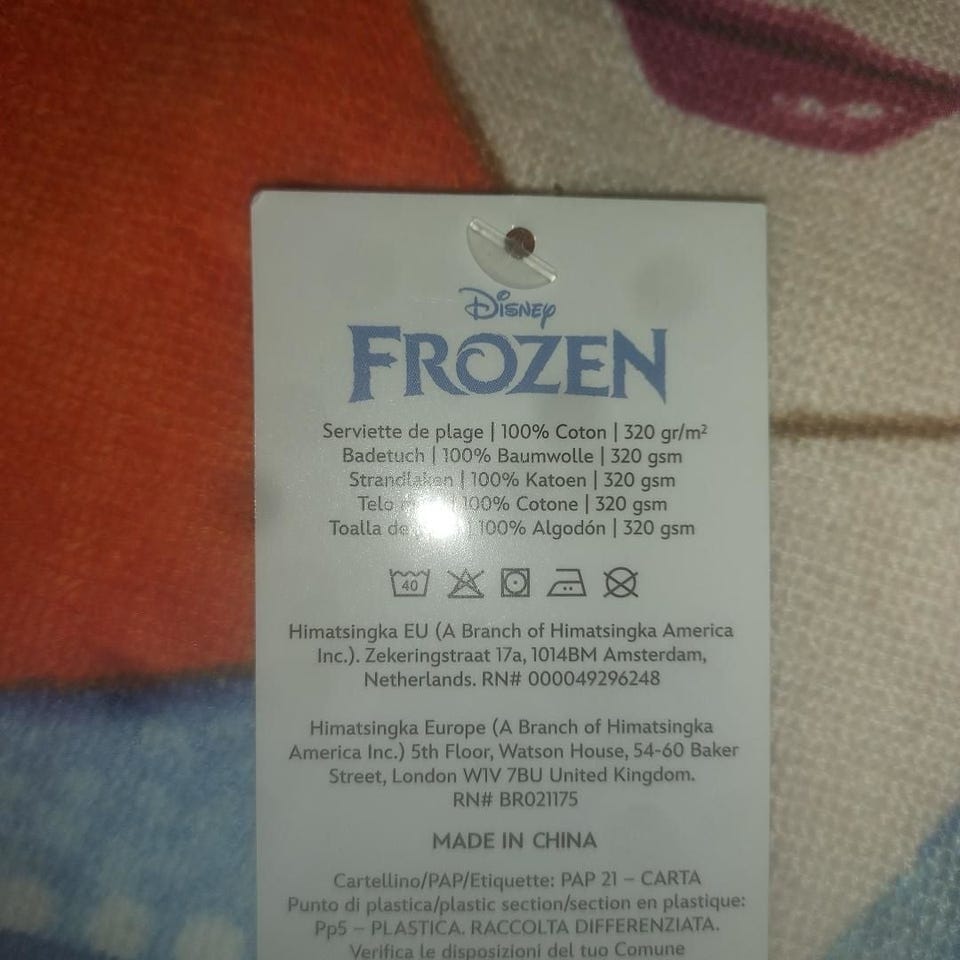 Disney
FROZEN
Serviette de plage | 100% Coton | 320 gr/m²
Badetuch | 100% Baumwolle | 320 gsm
Strandlaken | 100% Katoen | 320 gsm
Telo | 100% Cotone | 320 gsm
Toalla de | 100% Algodón | 320 gsm
40
Himatsingka EU (A Branch of Himatsingka America
Inc.). Zekeringstraat 17a, 1014BM Amsterdam,
Netherlands. RN# 000049296248
Himatsingka Europe (A Branch of Himatsingka
America Inc.) 5th Floor, Watson House, 54-60 Baker
Street, London W1V 7BU United Kingdom.
RN# BR021175
MADE IN CHINA
Cartellino/PAP/Etiquette: PAP 21 – CARTA
Punto di plastica/plastic section/section en plastique:
Pp5 – PLASTICA. RACCOLTA DIFFERENZIATA.
Verifica le disposizioni del tuo Comune